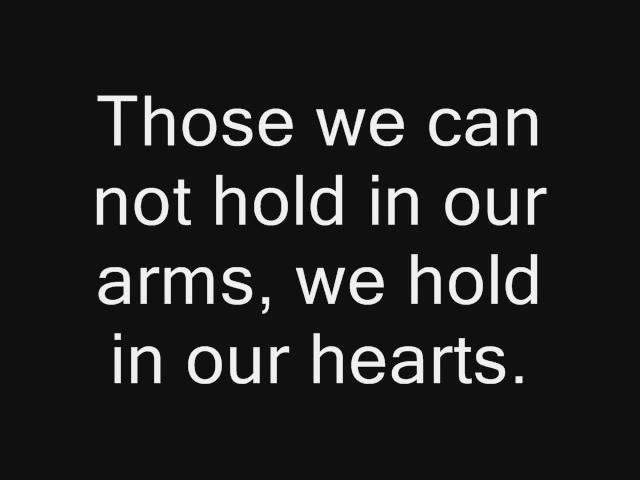 Those we can
not hold in our
arms, we hold
in our hearts.